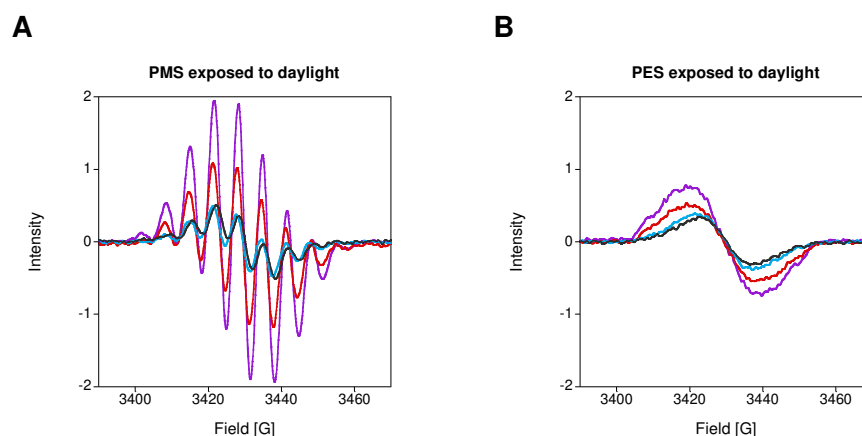 A
B
PMS exposed to daylight
PES exposed to daylight
2
1
0
-1
-2
Intensity
3400 3420 3440 3460
Field [G]
2
1
0
-1
-2
Intensity
3400 3420 3440 3460
Field [G]